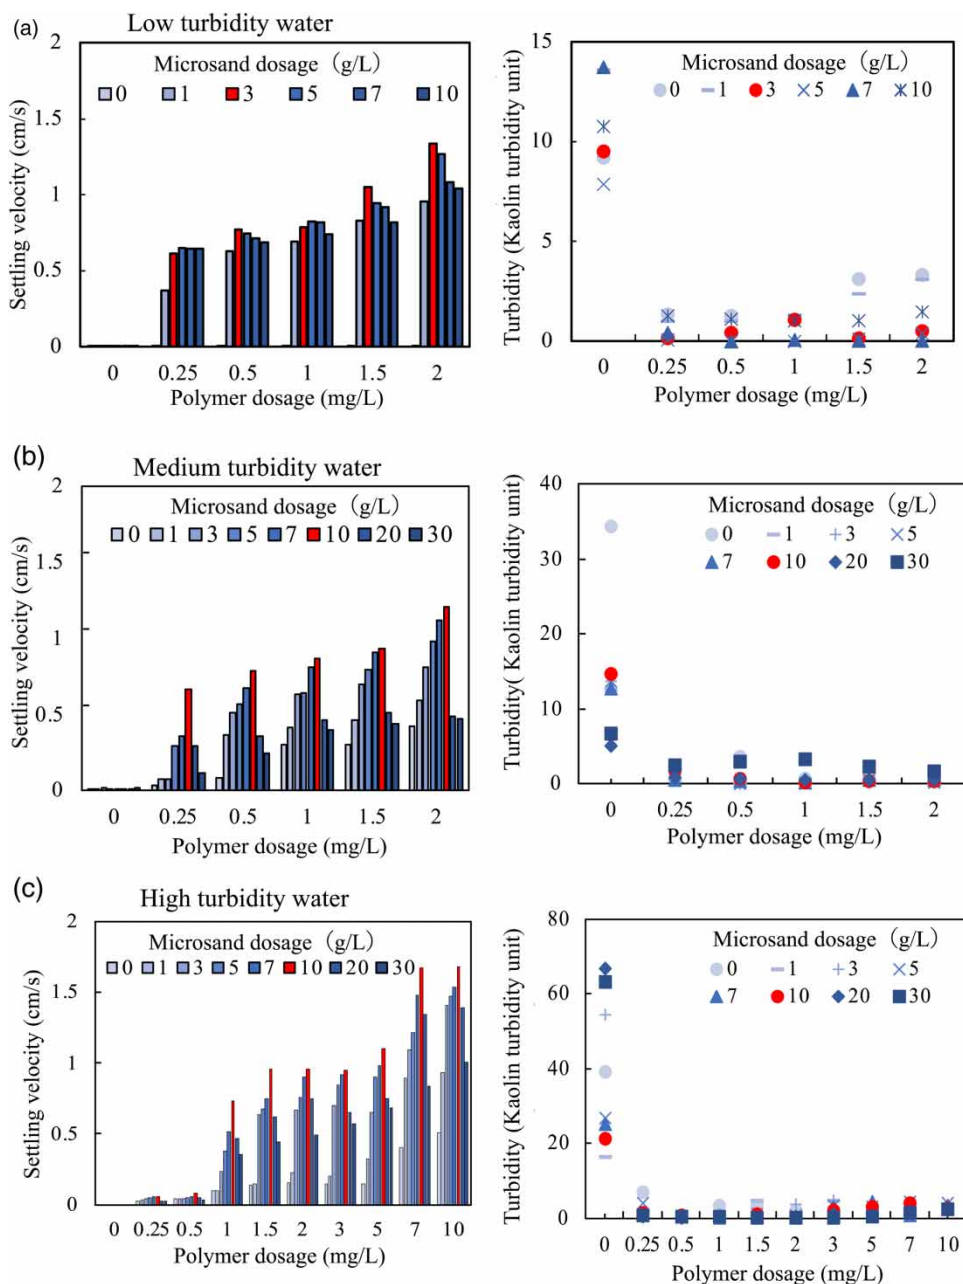 (a) Low turbidity water
Settling velocity (cm/s)
2
1.5
1
0.5
0
Microsand dosage (g/L)
0 1 3 5 7 10
0 0.25 0.5 1 1.5 2
Polymer dosage (mg/L)
Turbidity (Kaolin turbidity unit)
15
10
5
0
Microsand dosage (g/L)
0 1 3 5 7 10
0 0.25 0.5 1 1.5 2
Polymer dosage (mg/L)
(b) Medium turbidity water
Settling velocity (cm/s)
2
1
0.5
0
Microsand dosage (g/L)
0 1 3 5 7 10 20 30
0 0.25 0.5 1 1.5 2
Polymer dosage (mg/L)
Turbidity( Kaolin turbidity unit)
40
30
20
10
0
Microsand dosage (g/L)
0 1 3 5
7 10 20 30
0 0.25 0.5 1 1.5 2
Polymer dosage (mg/L)
(c) High turbidity water
Settling velocity (cm/s)
2
1.5
1
0.5
0
Microsand dosage (g/L)
0 1 3 5 7 10 20 30
0 0.25 0.5 1 1.5 2 3 5 7 10
Polymer dosage (mg/L)
Turbidity (Kaolin turbidity unit)
80
60
40
20
0
Microsand dosage (g/L)
0 1 3 5
7 10 20 30
0 0.25 0.5 1 1.5 2 3 5 7 10
Polymer dosage (mg/L)